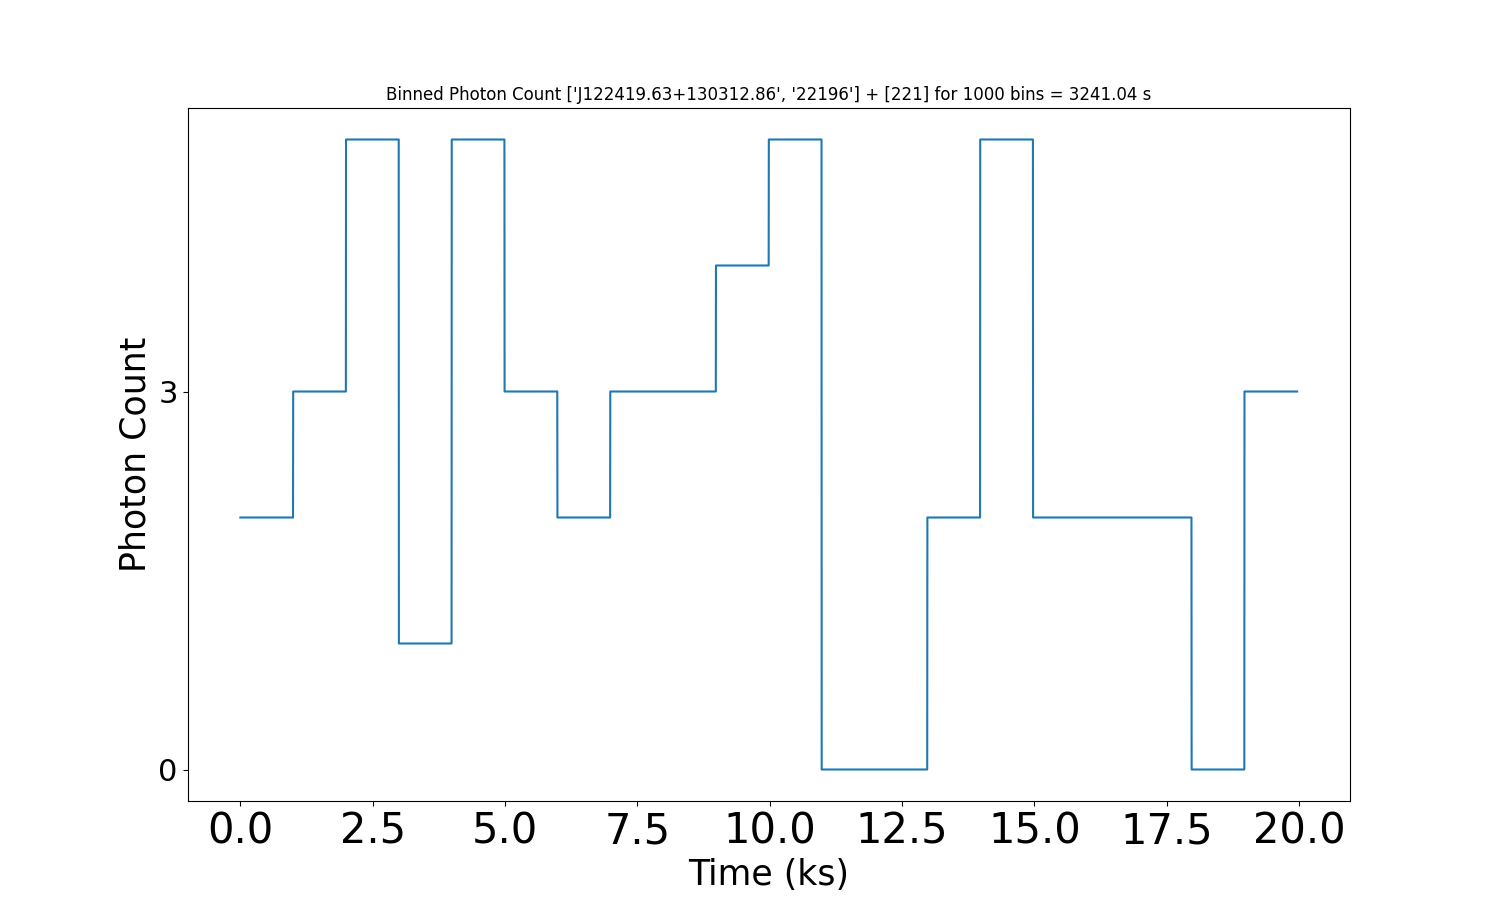 Binned Photon Count ['J122419.63+130312.86', '22196'] + [221] for 1000 bins = 3241.04 s
Photon Count
3
0
0.0 2.5 5.0 7.5 10.0 12.5 15.0 17.5 20.0
Time (ks)